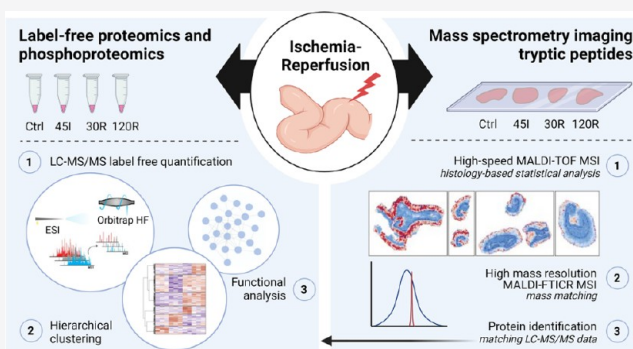 Label-free proteomics and
phosphoproteomics
Ctrl 45I 30R 120R
1 LC-MS/MS label free quantification
ESI
Orbitrap HF
Functional
analysis 3
2 Hierarchical
clustering
Ischemia-
Reperfusion
Mass spectrometry imaging
tryptic peptides
Ctrl 45I 30R 120R
High-speed MALDI-TOF MSI 1
histology-based statistical analysis
High mass resolution 2
MALDI-FTICR MSI
mass matching
Protein identification 3
matching LC-MS/MS data